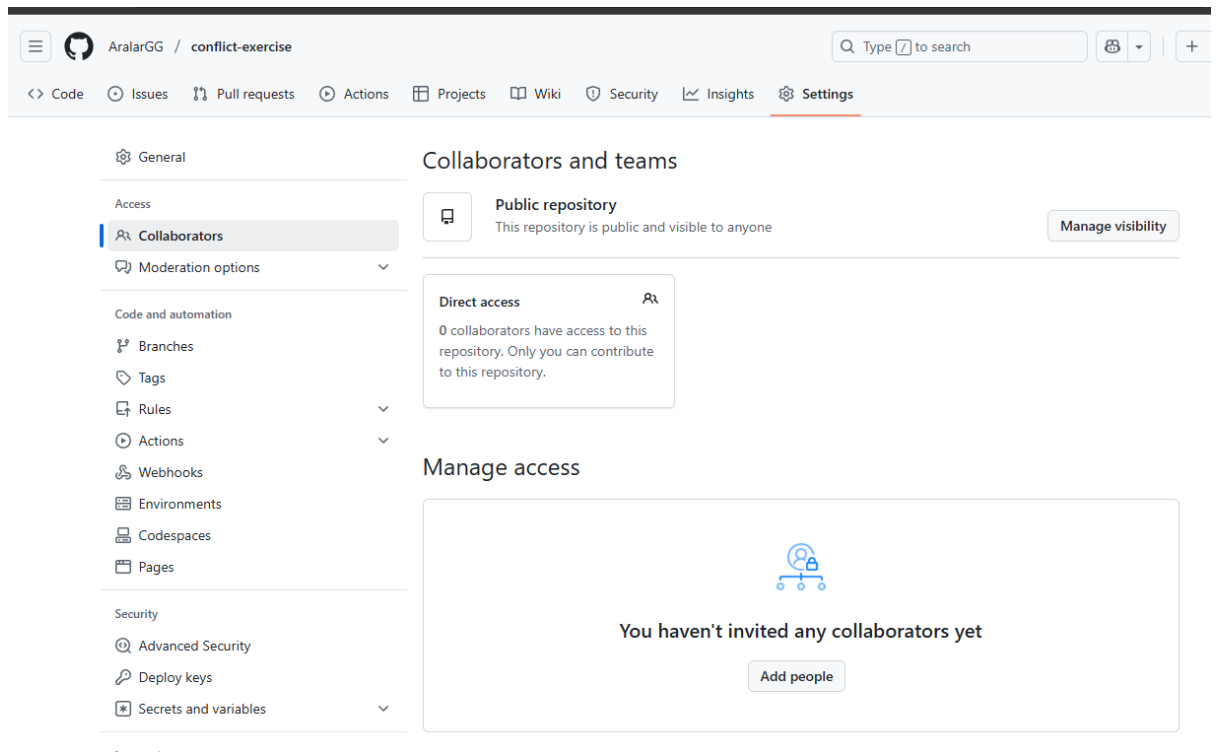 AralarGG / conflict-exercise
Type / to search
Code
Issues
Pull requests
Actions
Projects
Wiki
Security
Insights
Settings
General
Access
Collaborators
Moderation options
Code and automation
Branches
Tags
Rules
Actions
Webhooks
Environments
Codespaces
Pages
Security
Advanced Security
Deploy keys
Secrets and variables
Collaborators and teams
Public repository
This repository is public and visible to anyone
Manage visibility
Direct access
0 collaborators have access to this
repository. Only you can contribute
to this repository.
Manage access
You haven't invited any collaborators yet
Add people